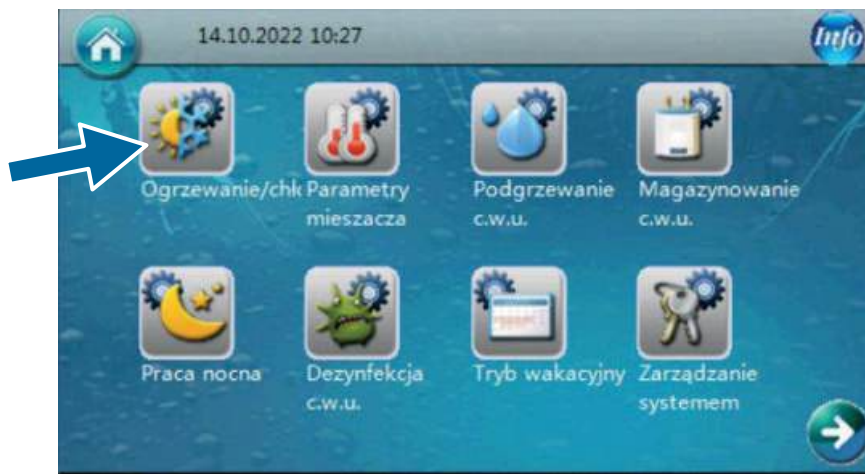 14.10.2022 10:27
Info
Ogrzewanie/chł
Parametry
mieszacza
Podgrzewanie
c.w.u.
Magazynowanie
c.w.u.
Praca nocna
Dezynfekcja
c.w.u.
Tryb wakacyjny
Zarządzanie
systemem